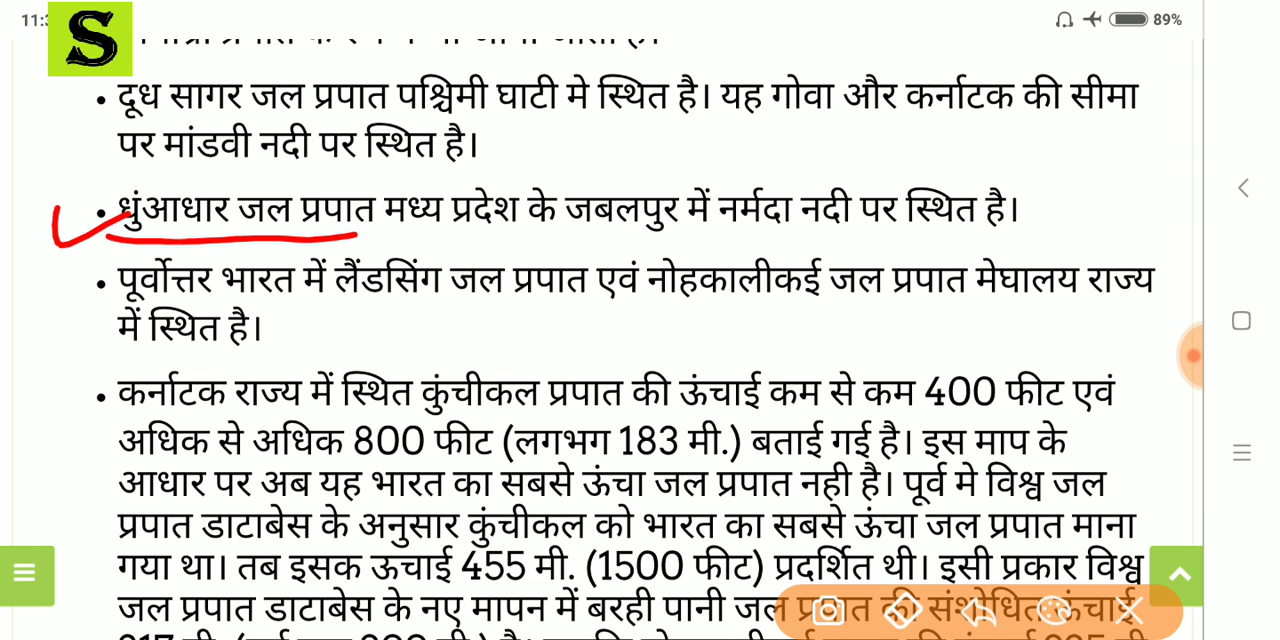 11:3
S
89%
दूध सागर जल प्रपात पश्चिमी घाटी मे स्थित है। यह गोवा और कर्नाटक की सीमा
पर मांडवी नदी पर स्थित है।
धुंआधार जल प्रपात मध्य प्रदेश के जबलपुर में नर्मदा नदी पर स्थित है।
पूर्वोत्तर भारत में लैंडसिंग जल प्रपात एवं नोहकालीकई जल प्रपात मेघालय राज्य
में स्थित है।
कर्नाटक राज्य में स्थित कुंचीकल प्रपात की ऊंचाई कम से कम 400 फीट एवं
अधिक से अधिक 800 फीट (लगभग 183 मी.) बताई गई है। इस माप के
आधार पर अब यह भारत का सबसे ऊंचा जल प्रपात नही है। पूर्व मे विश्व जल
प्रपात डाटाबेस के अनुसार कुंचीकल को भारत का सबसे ऊंचा जल प्रपात माना
गया था। तब इसक ऊचाई 455 मी. (1500 फीट) प्रदर्शित थी। इसी प्रकार विश्व
जल प्रपात डाटाबेस के नए मापन में बरही पानी जल प्रपात की संशोधित ऊंचाई